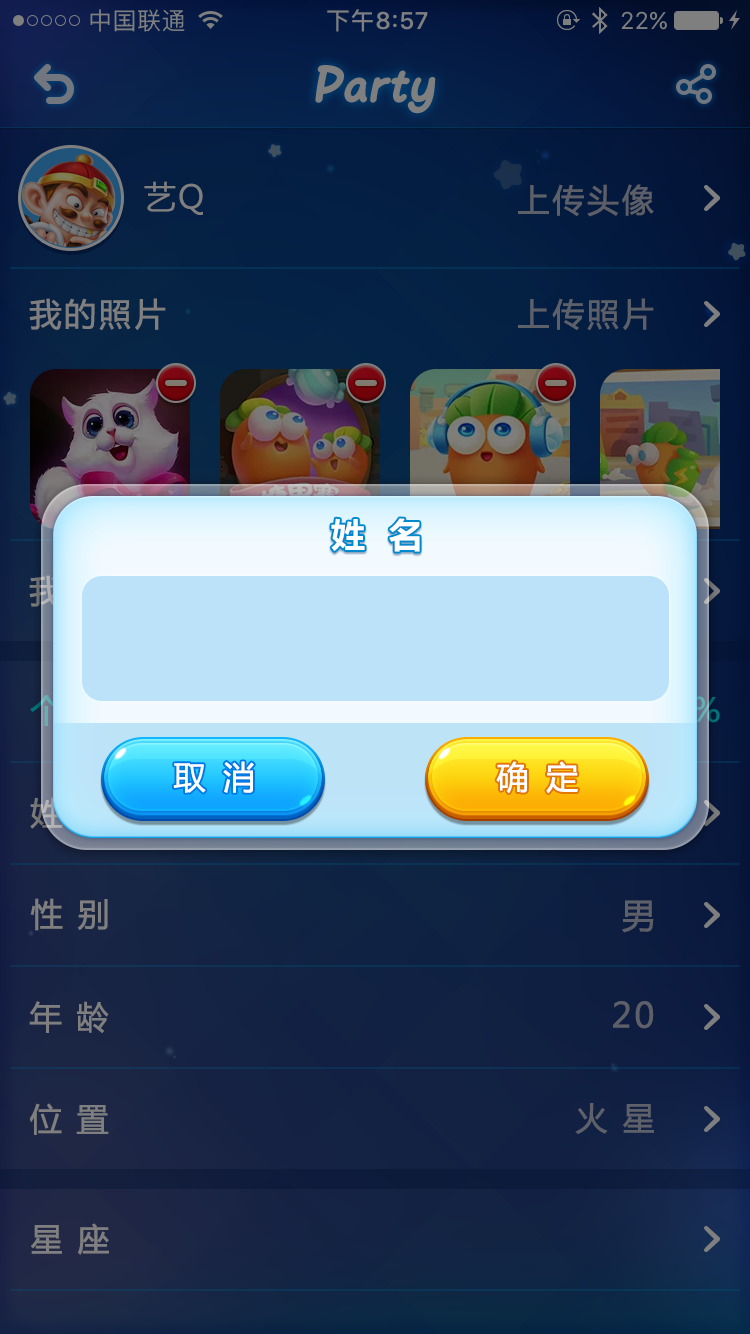 中国联通 下午8:57 22%
Party
艺Q 上传头像
我的照片 上传照片
姓 名
我
个 %
取 消 确 定
姓
性 别 男
年 龄 20
位 置 火 星
星 座